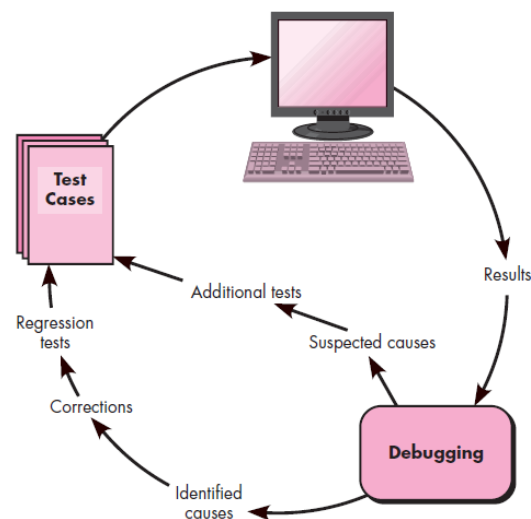 Test
Cases
Results
Additional tests
Regression
tests
Suspected causes
Corrections
Debugging
Identified
causes